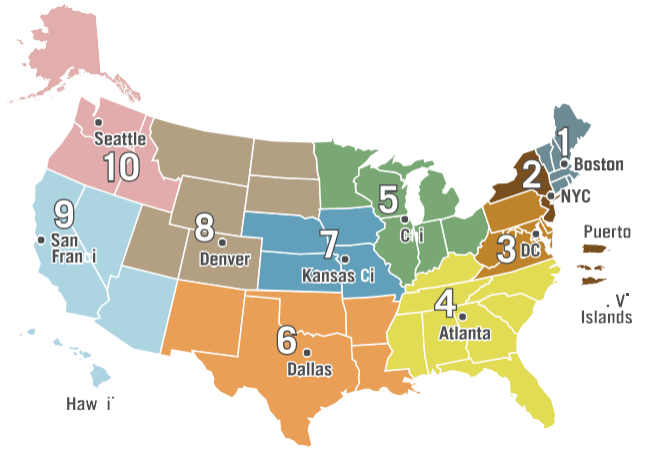 1
Boston
2
NYC
5
Seattle
10
9
San
8
Denver
7
Kansas
3 DC
Puerto
Islands
4
Atlanta
6
Dallas